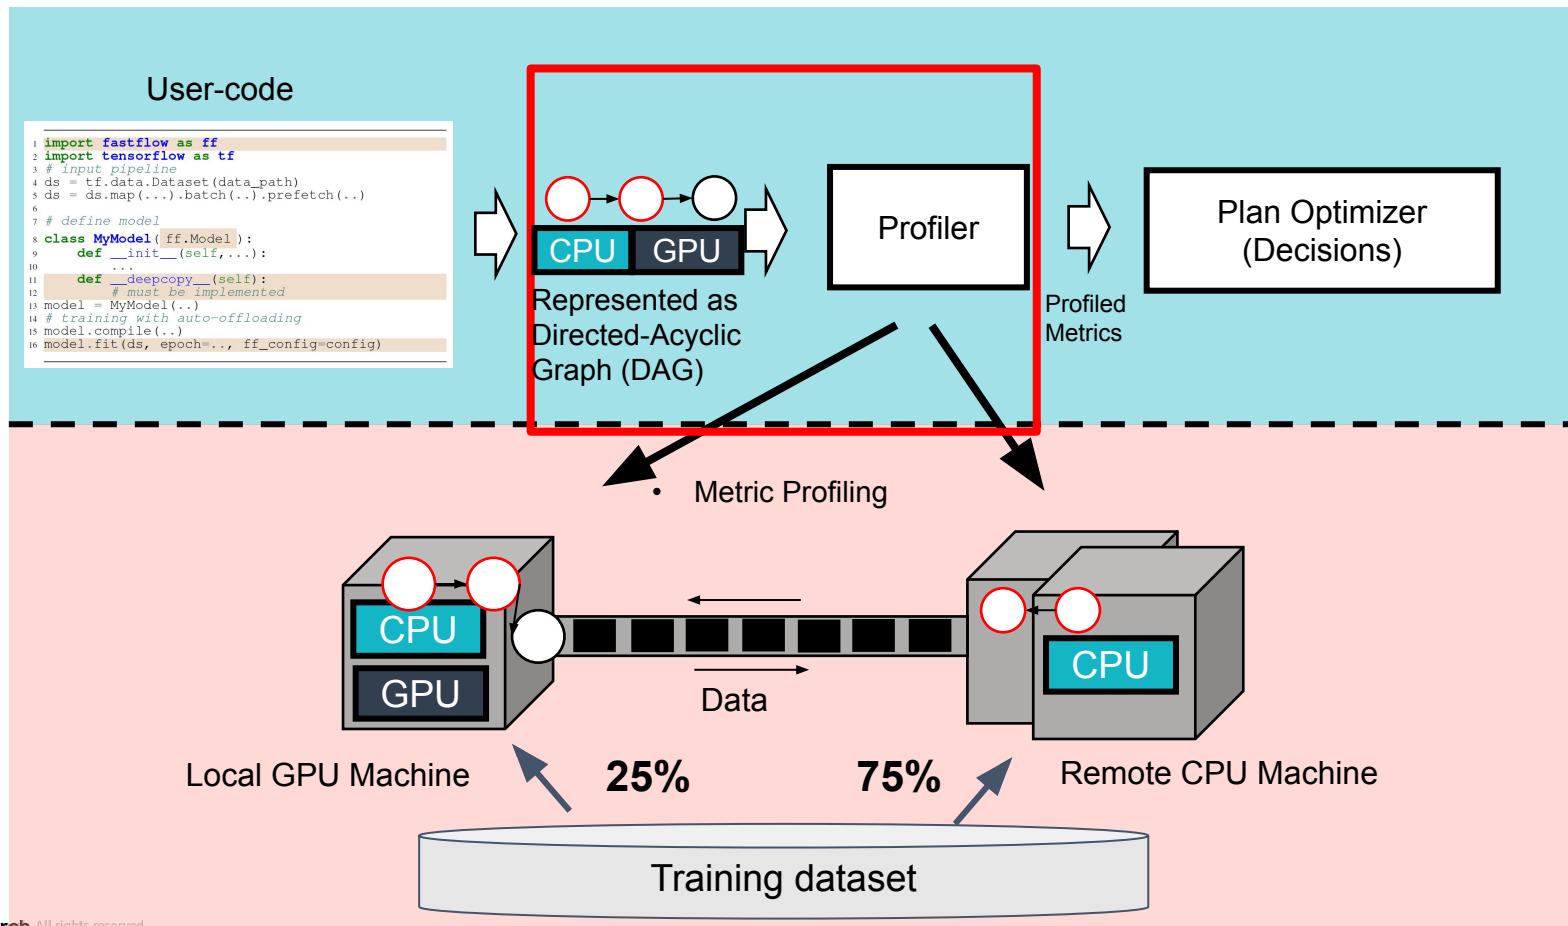 User-code
1 import fastflow as ff
2 import tensorflow as tf
3 # input pipeline
4 ds = tf.data.Dataset(data_path)
5 ds = ds.map(...).batch(..).prefetch(..)
6
7 # define model
8 class MyModel( ff.Model ):
9 def __init__(self,...):
10 ...
11 def __deepcopy__(self):
12 # must be implemented
13 model = MyModel(..)
14 # training with auto-offloading
15 model.compile(..)
16 model.fit(ds, epoch=.., ff_config=config)
CPU GPU
Represented as
Directed-Acyclic
Graph (DAG)
Profiler
Profiled
Metrics
Plan Optimizer
(Decisions)
• Metric Profiling
CPU
GPU
Data
CPU
Local GPU Machine
25%
75%
Remote CPU Machine
Training dataset
All rights reserved